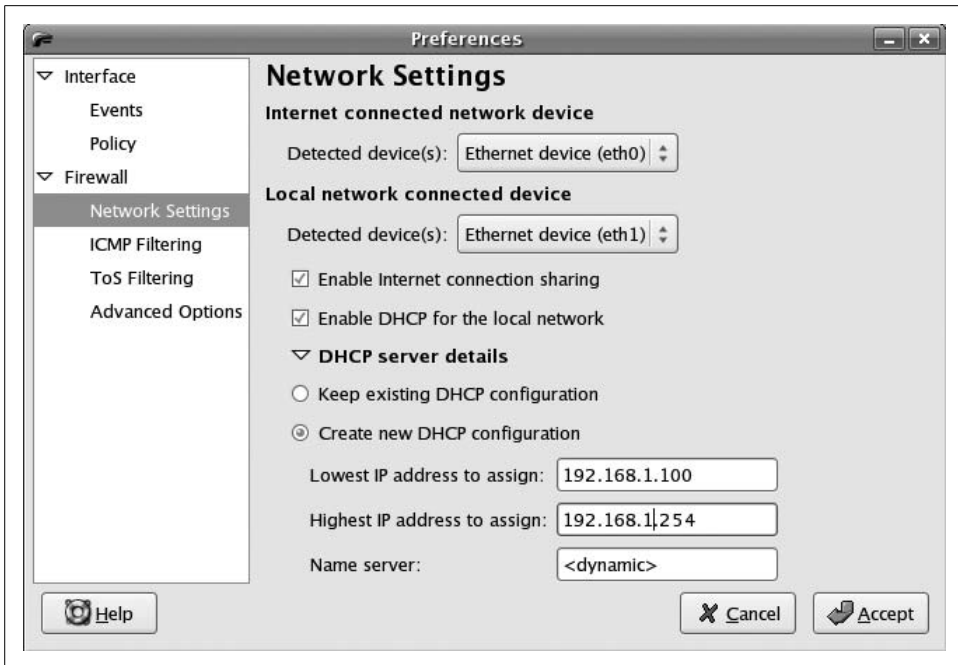 Preferences
Interface
Events
Policy
Firewall
Network Settings
ICMP Filtering
ToS Filtering
Advanced Options
Network Settings
Internet connected network device
Detected device(s): Ethernet device (eth0)
Local network connected device
Detected device(s): Ethernet device (eth1)
Enable Internet connection sharing
Enable DHCP for the local network
DHCP server details
Keep existing DHCP configuration
Create new DHCP configuration
Lowest IP address to assign: 192.168.1.100
Highest IP address to assign: 192.168.1.254
Name server: <dynamic>
Help
Cancel
Accept